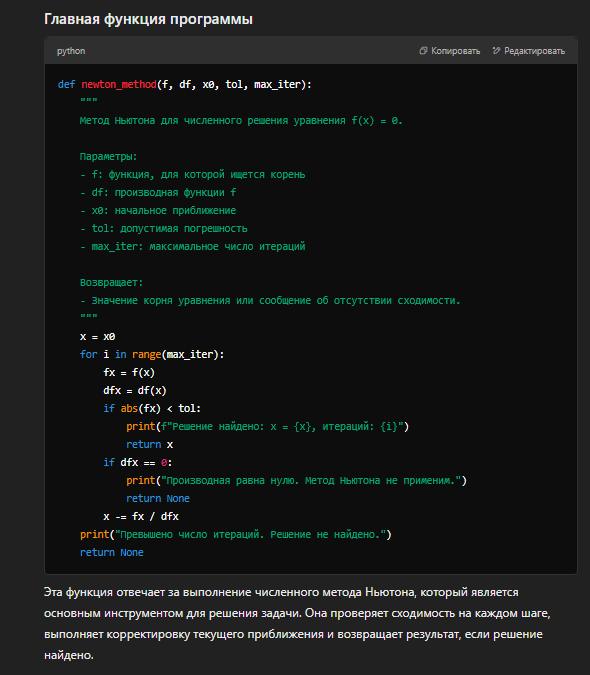 Главная функция программы
python
Копировать
Редактировать
def newton_method(f, df, x0, tol, max_iter):
"""
Метод Ньютона для численного решения уравнения f(x) = 0.
Параметры:
- f: функция, для которой ищется корень
- df: производная функции f
- x0: начальное приближение
- tol: допустимая погрешность
- max_iter: максимальное число итераций
Возвращает:
- Значение корня уравнения или сообщение об отсутствии сходимости.
"""
x = x0
for i in range(max_iter):
fx = f(x)
dfx = df(x)
if abs(fx) < tol:
print(f"Решение найдено: x = {x}, итераций: {i}")
return x
if dfx == 0:
print("Производная равна нулю. Метод Ньютона не применим.")
return None
x -= fx / dfx
print("Превышено число итераций. Решение не найдено.")
return None
Эта функция отвечает за выполнение численного метода Ньютона, который является
основным инструментом для решения задачи. Она проверяет сходимость на каждом шаге,
выполняет корректировку текущего приближения и возвращает результат, если решение
найдено.